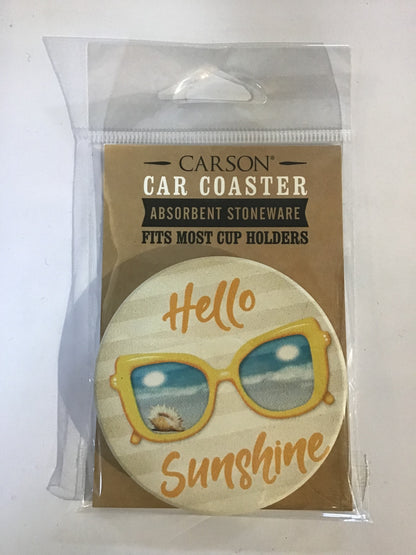 CARSON®
CAR COASTER
ABSORBENT STONEWARE
FITS MOST CUP HOLDERS
Hello
Sunshine